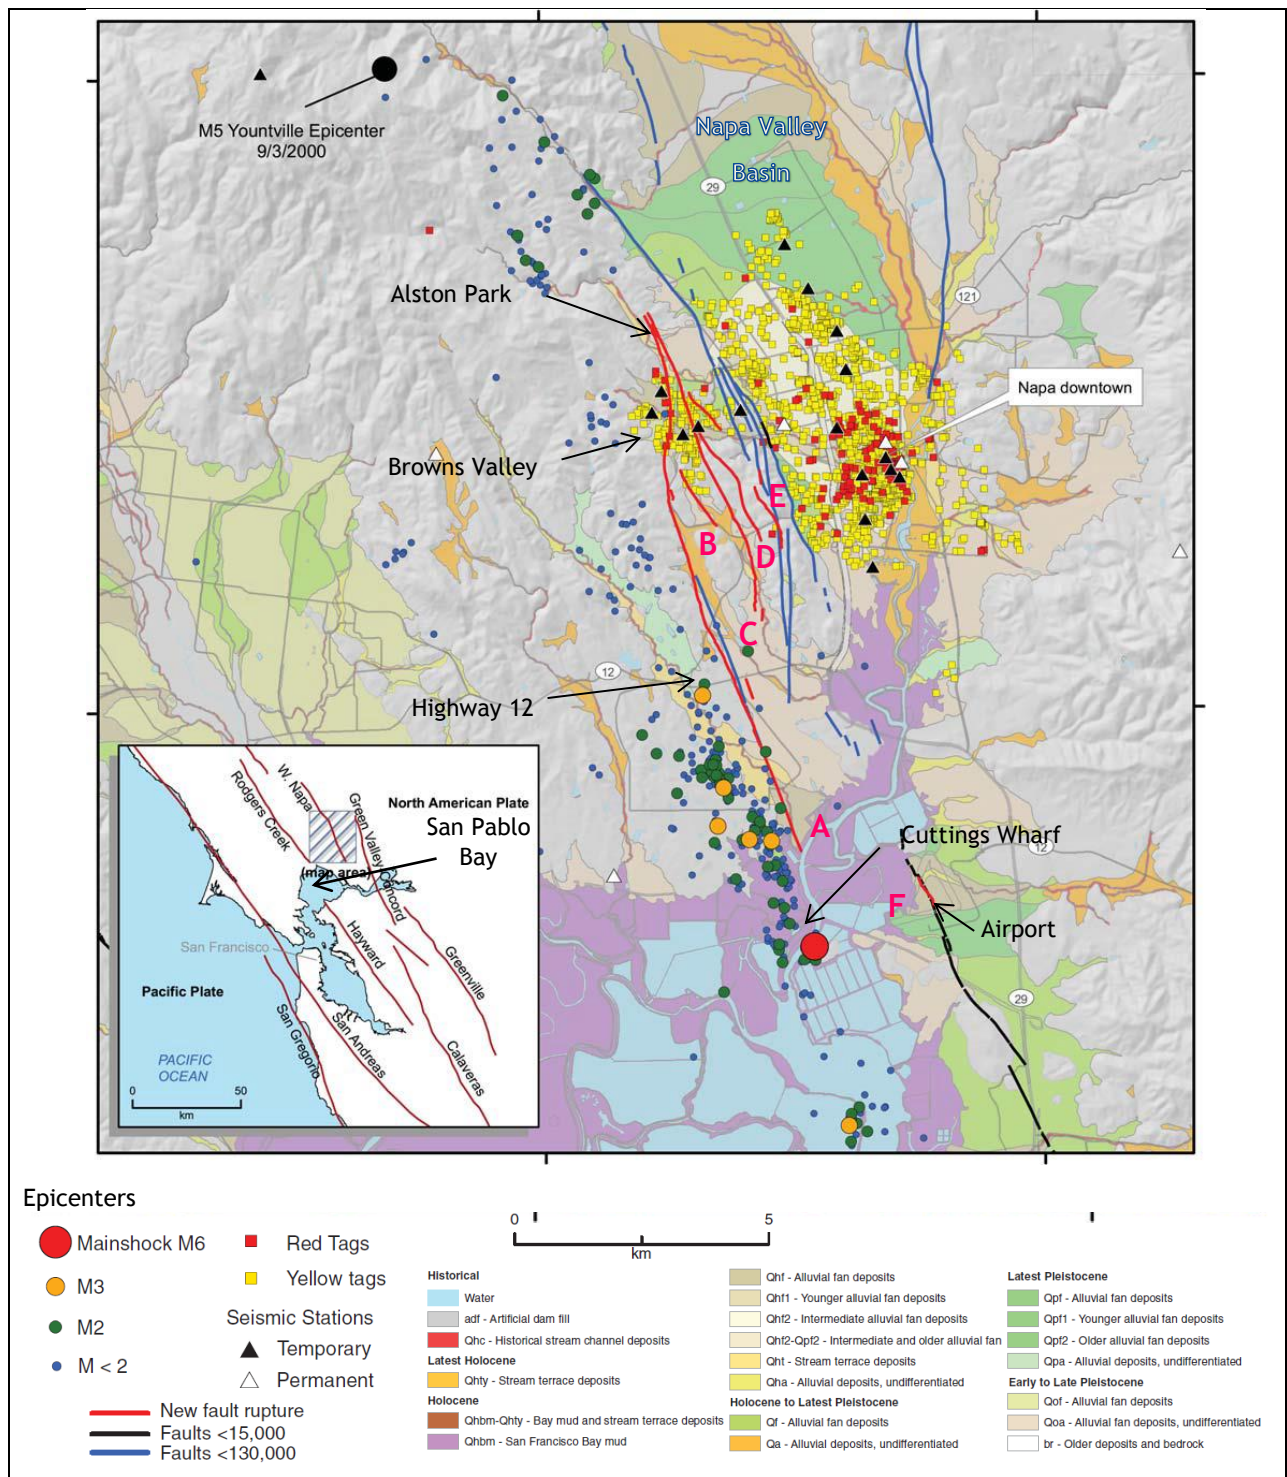 M5 Yountville Epicenter
9/3/2000
Napa Valley
Basin
29
121
Alston Park
Napa downtown
Browns Valley
E
B
D
C
12
Highway 12
A
Cuttings Wharf
12
F
Airport
29
Rodgers Creek
W. Napa
Green Valley
Concord
North American Plate
San Pablo
Bay
(map area)
Hayward
San Francisco
Greenville
Pacific Plate
San Gregorio
San Andreas
Calaveras
PACIFIC
OCEAN
0 50
km
Epicenters
Mainshock M6
M3
M2
M < 2
Red Tags
Yellow tags
Seismic Stations
Temporary
Permanent
New fault rupture
Faults <15,000
Faults <130,000
0 5
km
Historical
Water
adf - Artificial dam fill
Qhc - Historical stream channel deposits
Latest Holocene
Qhty - Stream terrace deposits
Holocene
Qhbm-Qhty - Bay mud and stream terrace deposits
Qhbm - San Francisco Bay mud
Qhf - Alluvial fan deposits
Qhf1 - Younger alluvial fan deposits
Qhf2 - Intermediate alluvial fan deposits
Qhf2-Qpf2 - Intermediate and older alluvial fan
Qht - Stream terrace deposits
Qha - Alluvial deposits, undifferentiated
Holocene to Latest Pleistocene
Qf - Alluvial fan deposits
Qa - Alluvial deposits, undifferentiated
Latest Pleistocene
Qpf - Alluvial fan deposits
Qpf1 - Younger alluvial fan deposits
Qpf2 - Older alluvial fan deposits
Qpa - Alluvial deposits, undifferentiated
Early to Late Pleistocene
Qof - Alluvial fan deposits
Qoa - Alluvial fan deposits, undifferentiated
br - Older deposits and bedrock